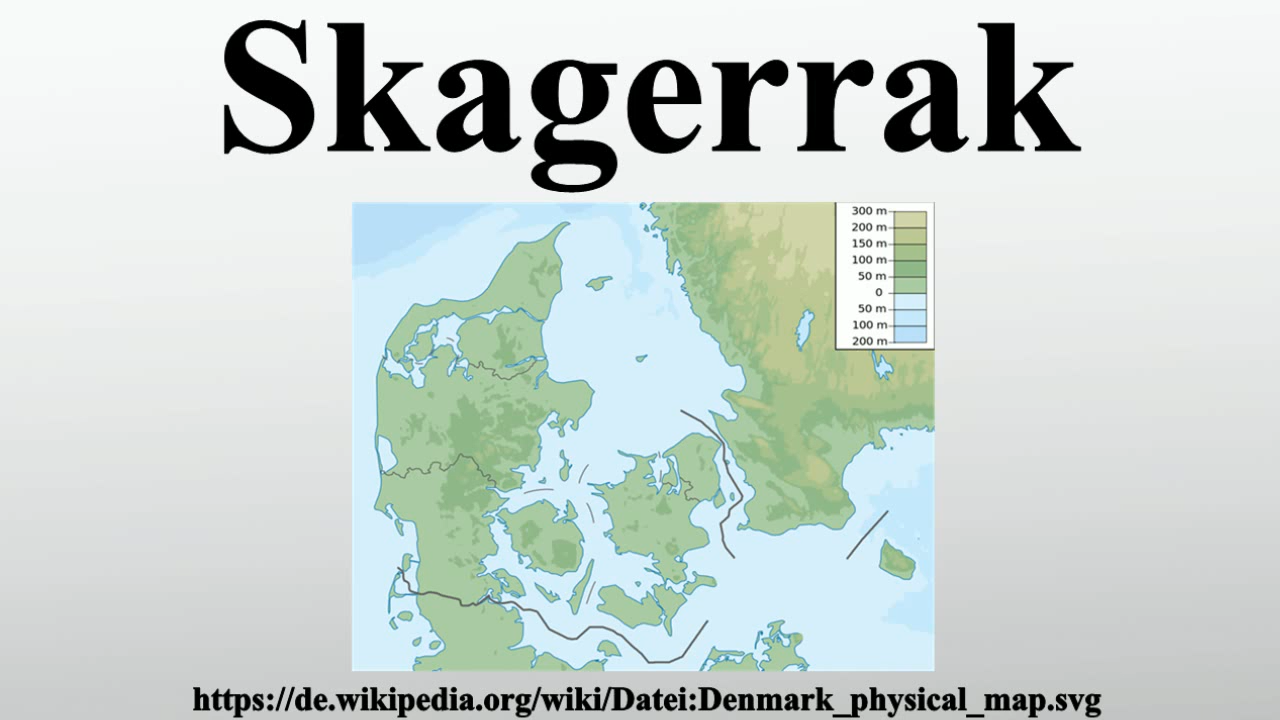 Skagerrak
300 m
200 m
150 m
100 m
50 m
0
50 m
100 m
200 m
https://de.wikipedia.org/wiki/Datei:Denmark_physical_map.svg